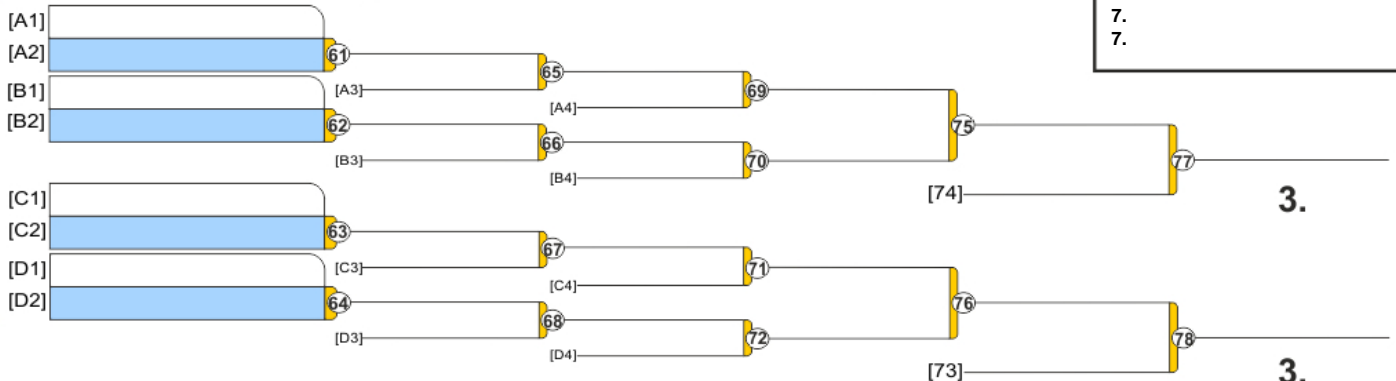 7.
[A1]
[A2] 61 65 69
7.
[A3] [A4]
[B1] 75
[B2] 62 66 70 77
[B3] [B4]
[74]
[C1] 3.
[C2] 63 67 71
[C3] [C4]
[D1] 76
[D2] 64 68 72 78
[D3] [D4]
[73] 3.